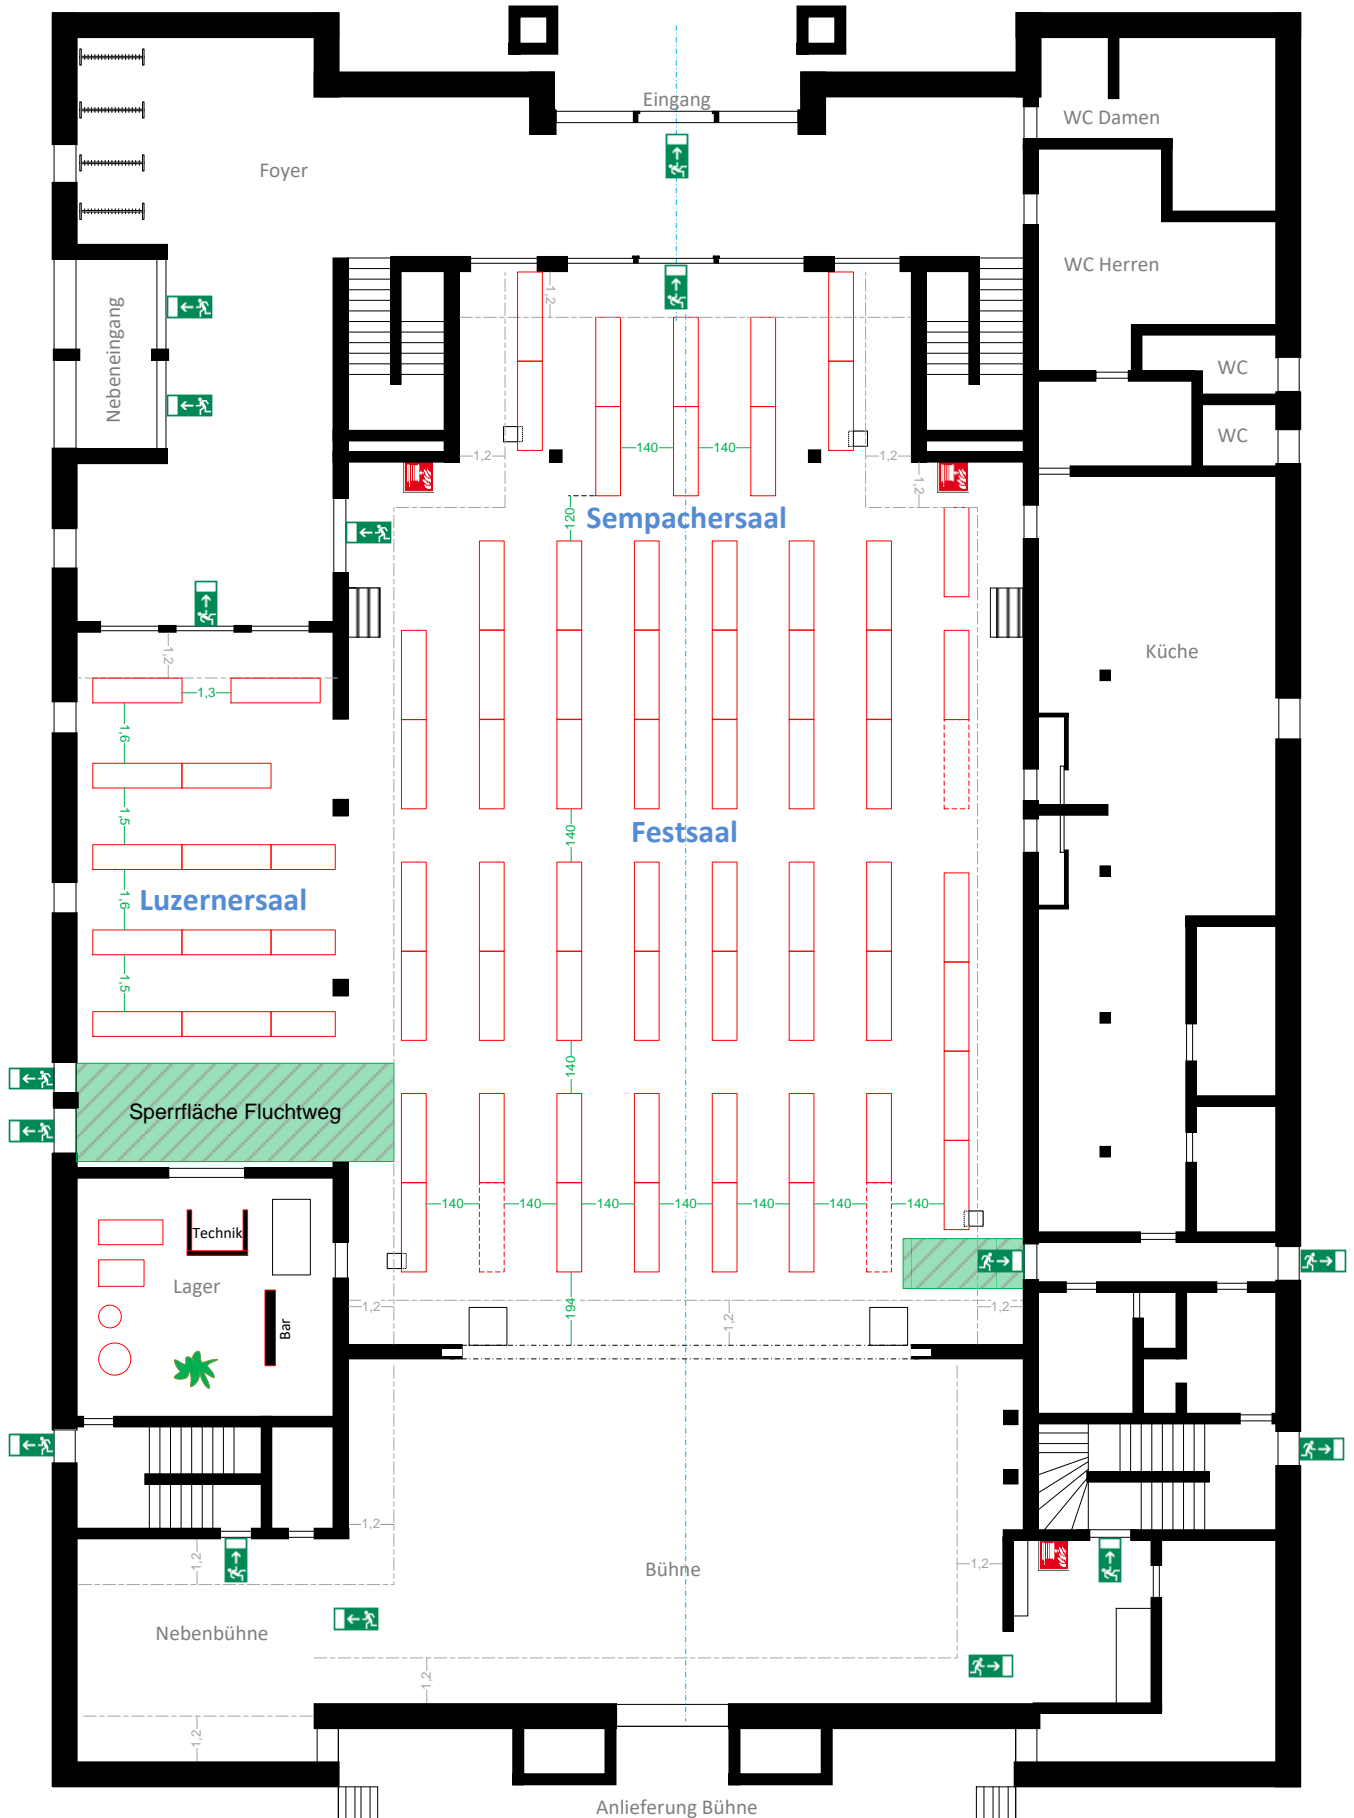 Eingang
WC Damen
Foyer
WC Herren
1,2
Nebeneingang
WC
WC
140
140
1,2
1,2
1,2
120
Sempachersaal
1,2
Küche
1,3
1,6
1,5
140
Festsaal
Luzernersaal
1,6
1,5
140
Sperrfläche Fluchtweg
140
140
140
140
140
140
140
Technik
Lager
194
1,2
1,2
1,2
Bar
1,2
1,2
1,2
Bühne
Nebenbühne
1,2
1,2
Anlieferung Bühne